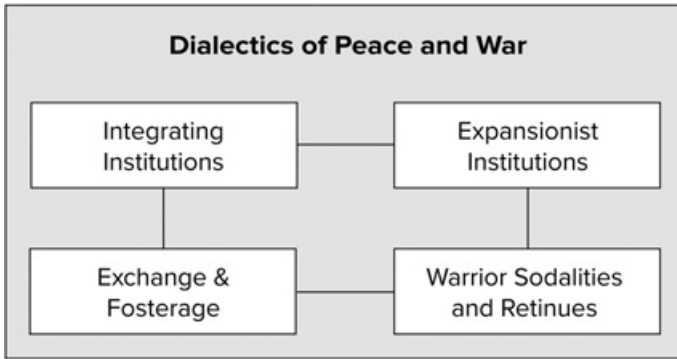 Dialectics of Peace and War
Integrating
Institutions
Expansionist
Institutions
Exchange &
Fosterage
Warrior Sodalities
and Retinues